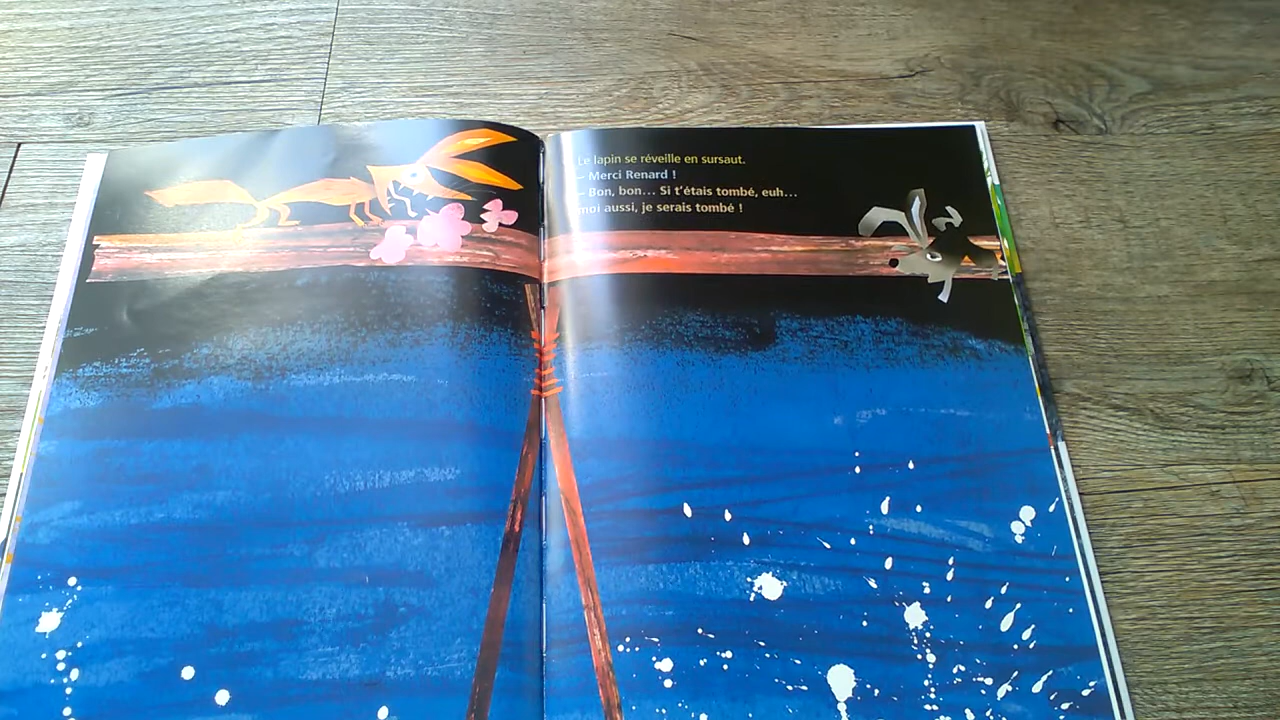 Le lapin se réveille en sursaut.
– Merci Renard !
– Bon, bon... Si t'étais tombé, euh...
moi aussi, je serais tombé !